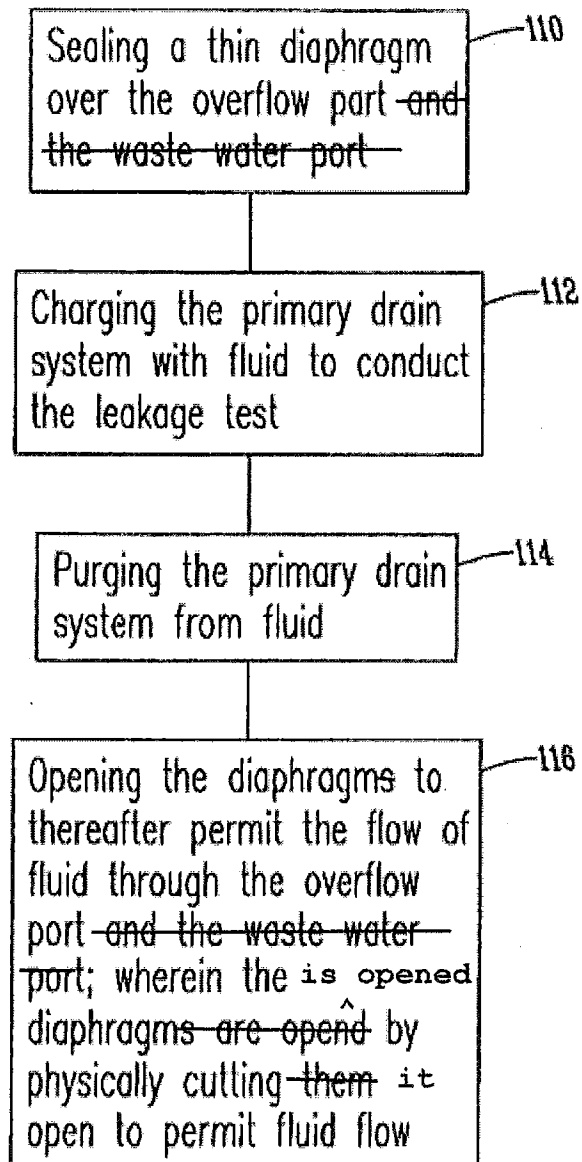 Sealing a thin diaphragm
110
over the overflow part and
the waste water port
Charging the primary drain
112
system with fluid to conduct
the leakage test
Purging the primary drain
114
system from fluid
Opening the diaphragms to
116
thereafter permit the flow of
fluid through the overflow
port and the waste water
port; wherein the is opened
^
diaphragms are opend by
physically cutting them it
open to permit fluid flow